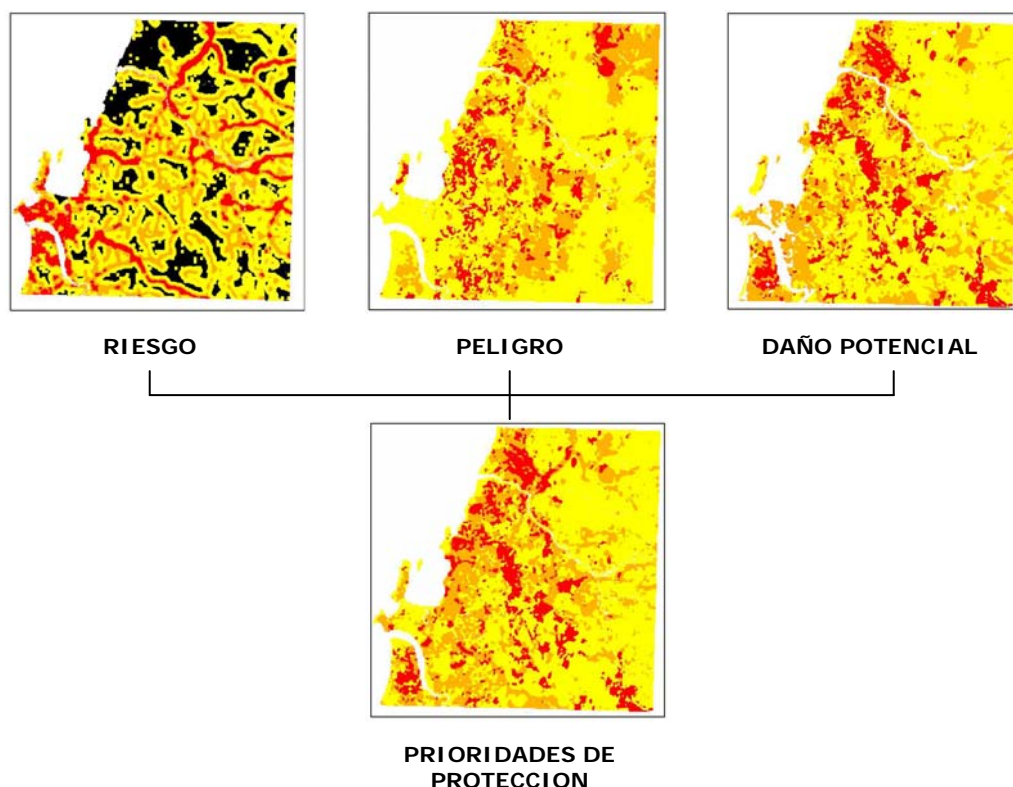 RIESGO
PELIGRO
DAÑO POTENCIAL
PRIORIDADES DE
PROTECCION